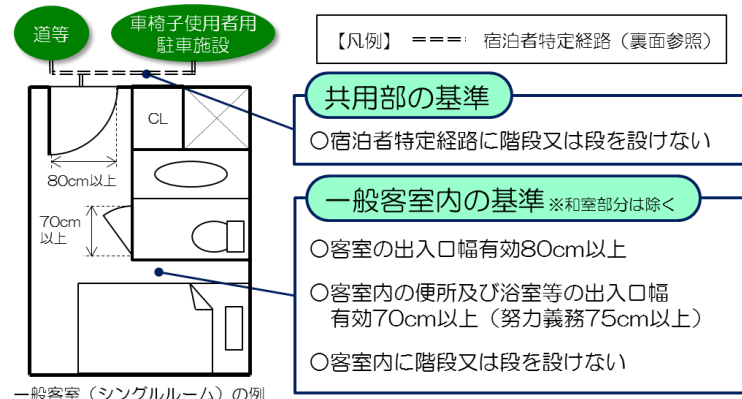 道等
車椅子使用者用
駐車施設
【凡例】 ===: 宿泊者特定経路（裏面参照）
共用部の基準
○宿泊者特定経路に階段又は段を設けない
CL
80cm以上
70cm
以上
一般客室内の基準 ※和室部分は除く
○客室の出入口幅有効80cm以上
○客室内の便所及び浴室等の出入口幅
有効70cm以上（努力義務75cm以上）
○客室内に階段又は段を設けない
一般客室（シングルルーム）の例